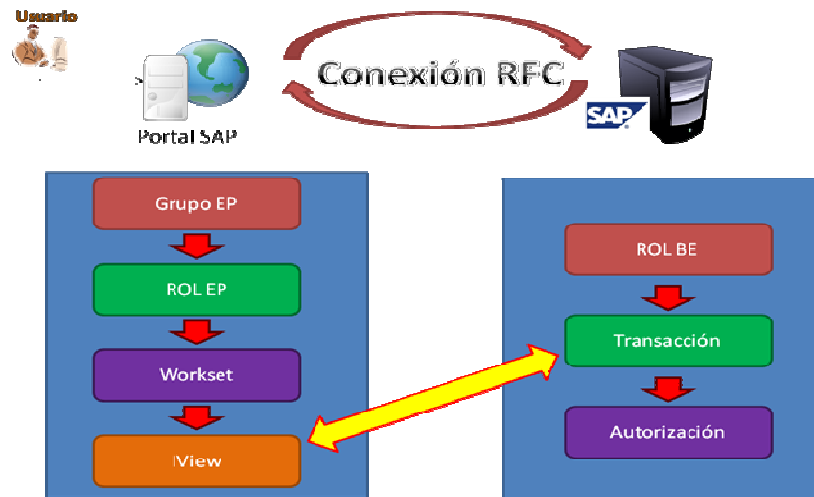 Usuario
Conexión RFC
SAP
Portal SAP
Grupo EP
ROL EP
Workset
IView
ROL BE
Transacción
Autorización